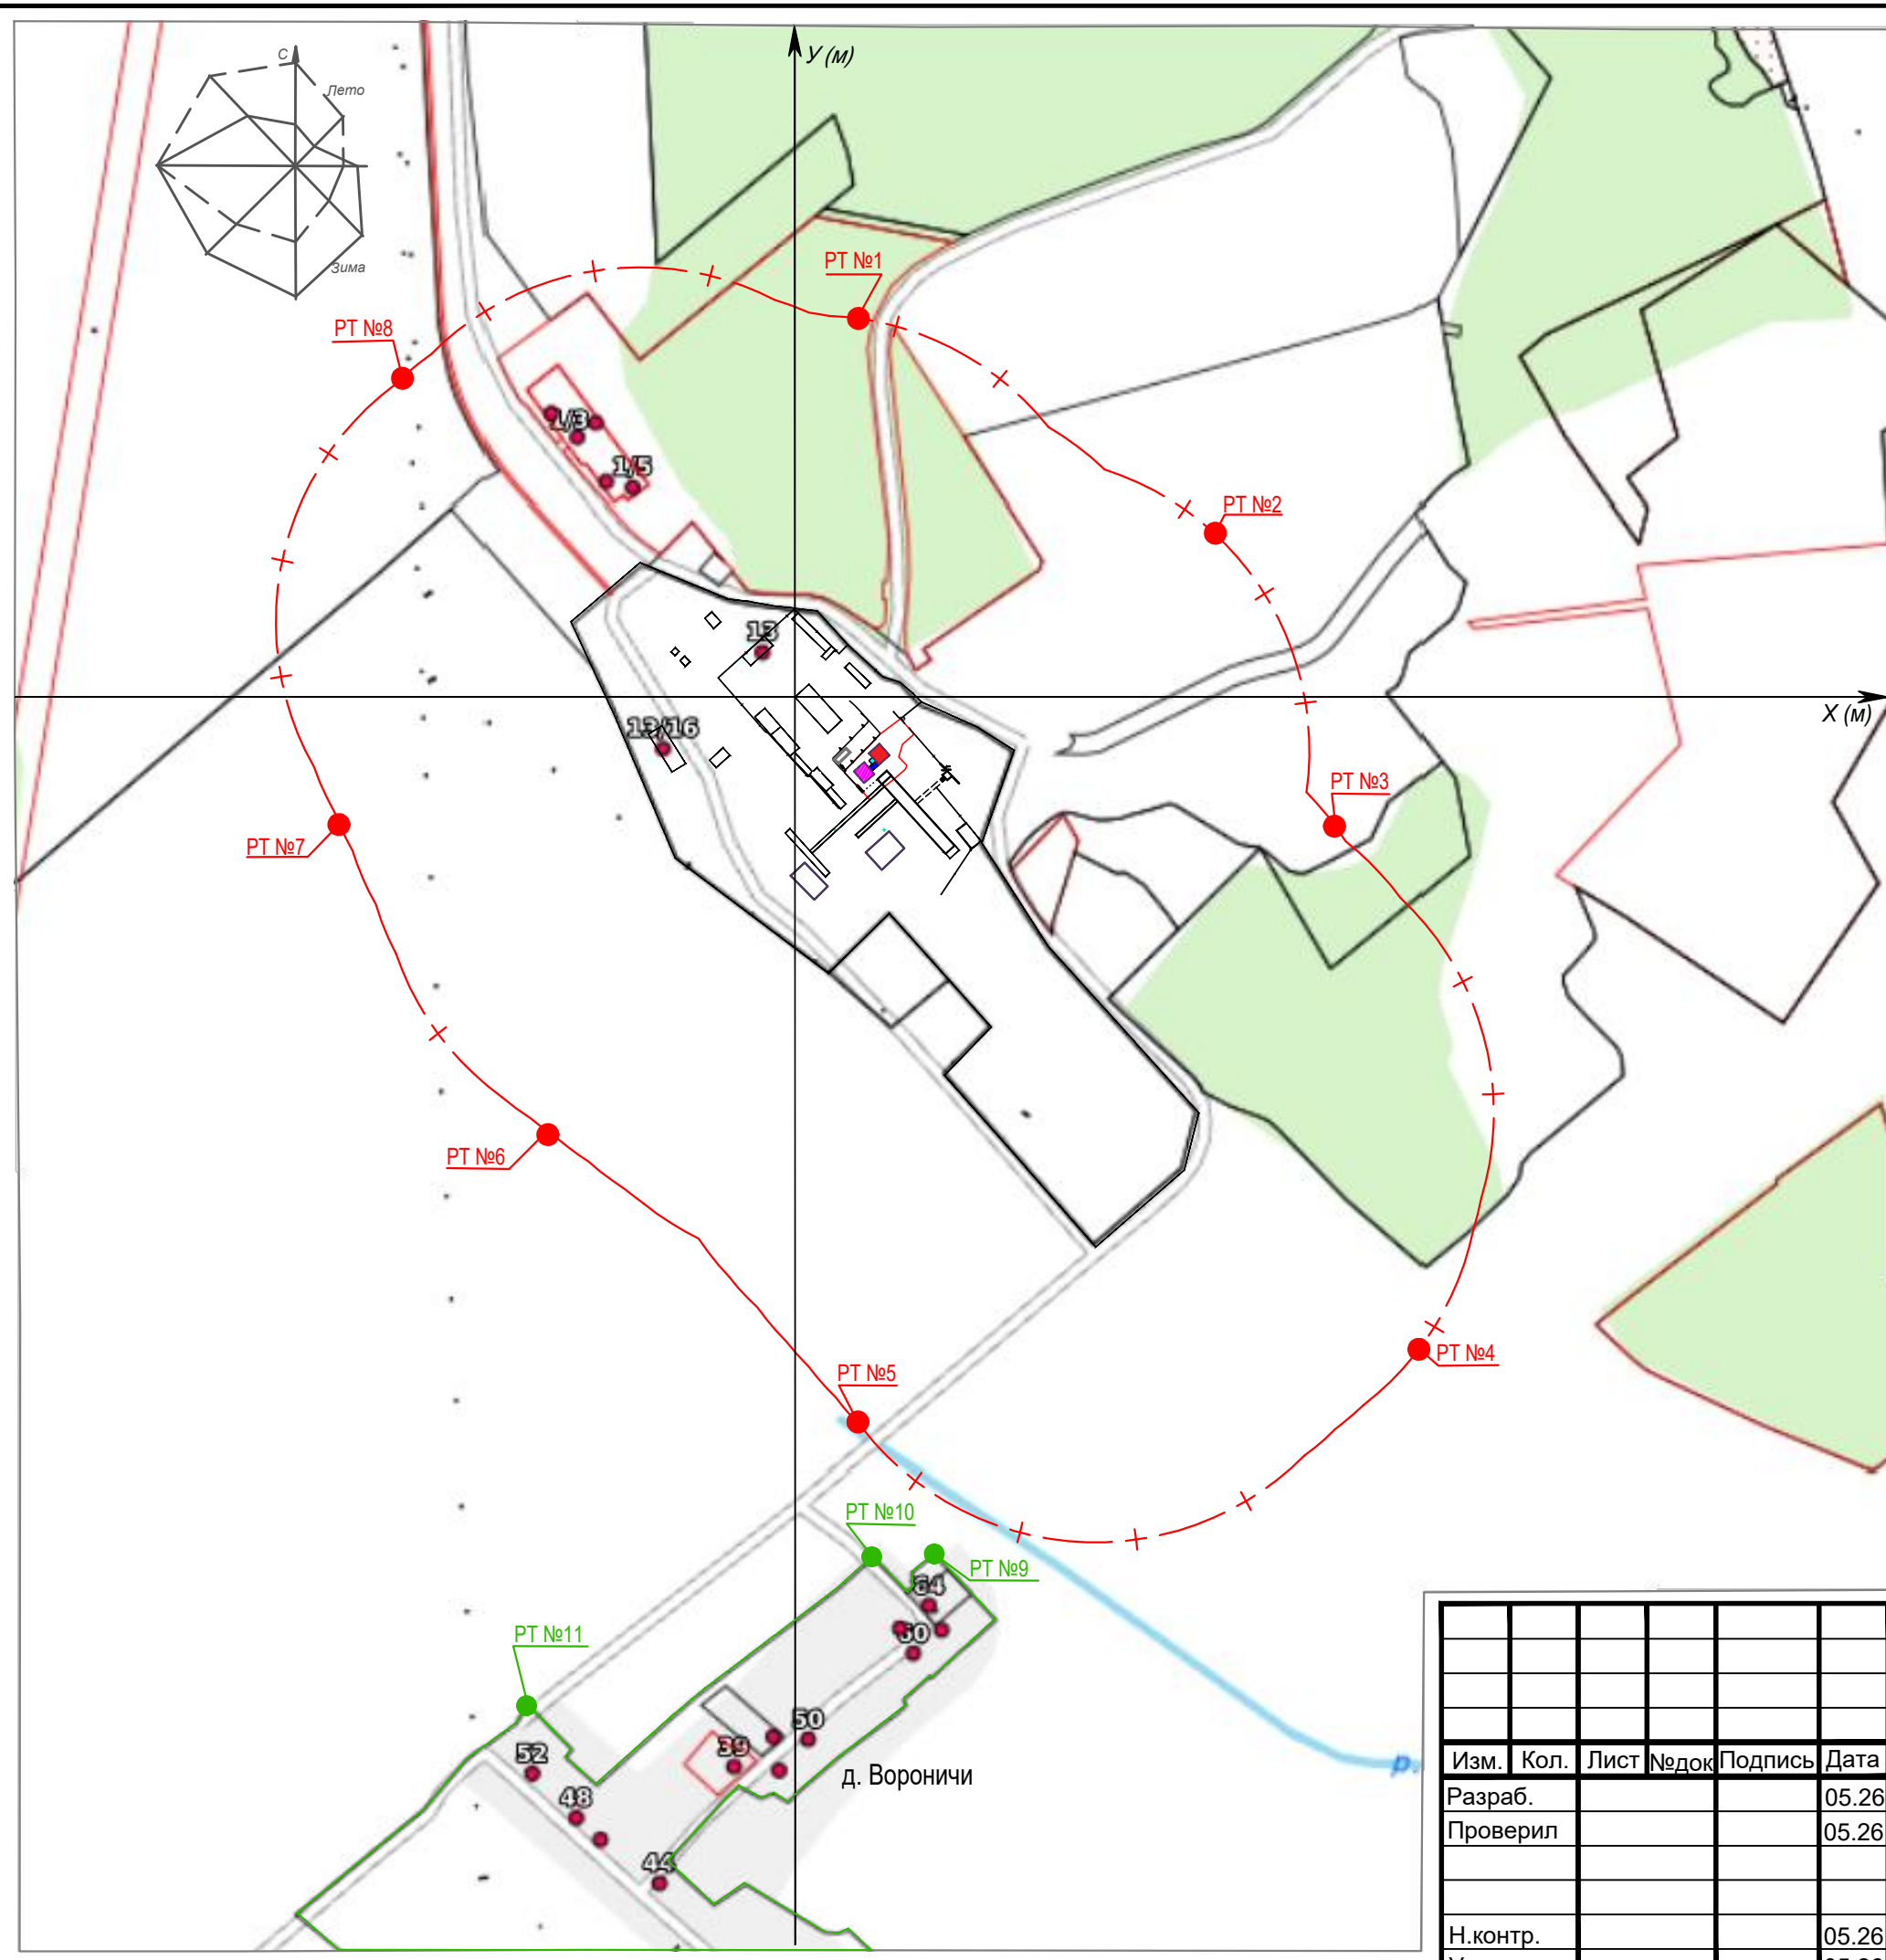 С
У (м)
Лето
Зима
РТ №1
РТ №8
1/3
1/5
РТ №2
13
13/16
Х (м)
РТ №3
РТ №7
РТ №6
РТ №4
РТ №5
РТ №10
РТ №9
64
60
РТ №11
50
39
52
д. Вороничи
р.
48
44
Изм. Кол. Лист №док Подпись Дата
Разраб. 05.26
Проверил 05.26
Н.контр. 05.26